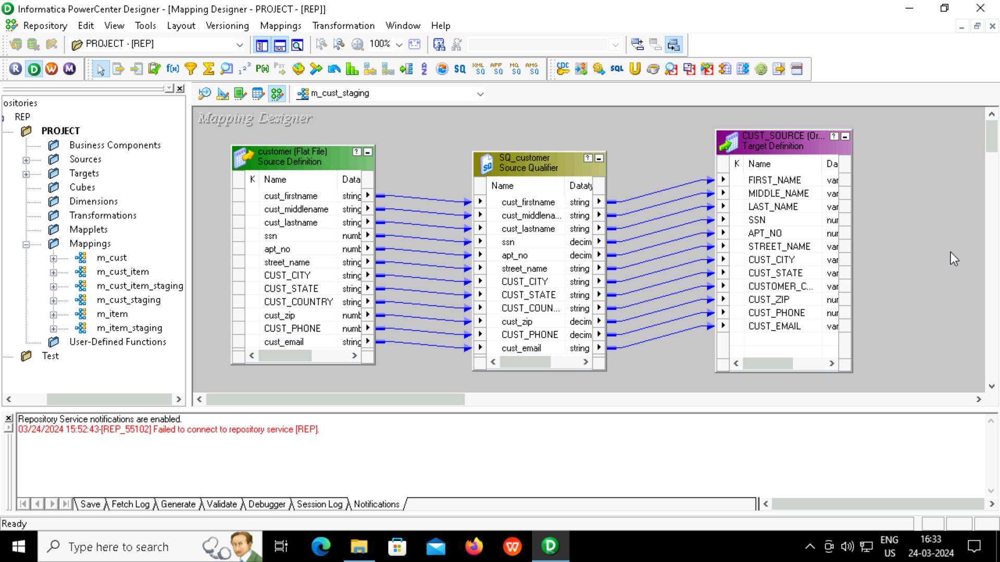 Informatica PowerCenter Designer - [Mapping Designer - PROJECT - [REP]]
Repository Edit View Tools Layout Versioning Mappings Transformation Window Help
PROJECT - [REP]
100%
m_cust_staging
ositories
REP
PROJECT
Business Components
Sources
Targets
Cubes
Dimensions
Transformations
Mapplets
Mappings
m_cust
m_cust_item
m_cust_item_staging
m_cust_staging
m_item
m_item_staging
User-Defined Functions
Test
Mapping Designer
customer (Flat File)
Source Definition
K Name Data
cust_firstname string
cust_middlename string
cust_lastname string
ssn numb
apt_no numb
street_name string
CUST_CITY string
CUST_STATE string
CUST_COUNTRY string
cust_zip numb
CUST_PHONE numb
cust_email string
SQ_customer
Source Qualifier
Name Dataty
cust_firstname string
cust_middlena... string
cust_lastname string
ssn decim
apt_no decim
street_name string
CUST_CITY string
CUST_STATE string
CUST_COUN... string
cust_zip decim
CUST_PHONE decim
cust_email string
CUST_SOURCE (Or...
Target Definition
K Name Da
FIRST_NAME var
MIDDLE_NAME var
LAST_NAME var
SSN nur
APT_NO nur
STREET_NAME var
CUST_CITY var
CUST_STATE var
CUSTOMER_C... var
CUST_ZIP nur
CUST_PHONE nur
CUST_EMAIL var
Repository Service notifications are enabled.
03/24/2024 15:52:43-[REP_55102] Failed to connect to repository service [REP].
Save Fetch Log Generate Validate Debugger Session Log Notifications
Ready
Type here to search
ENG
US
16:33
24-03-2024